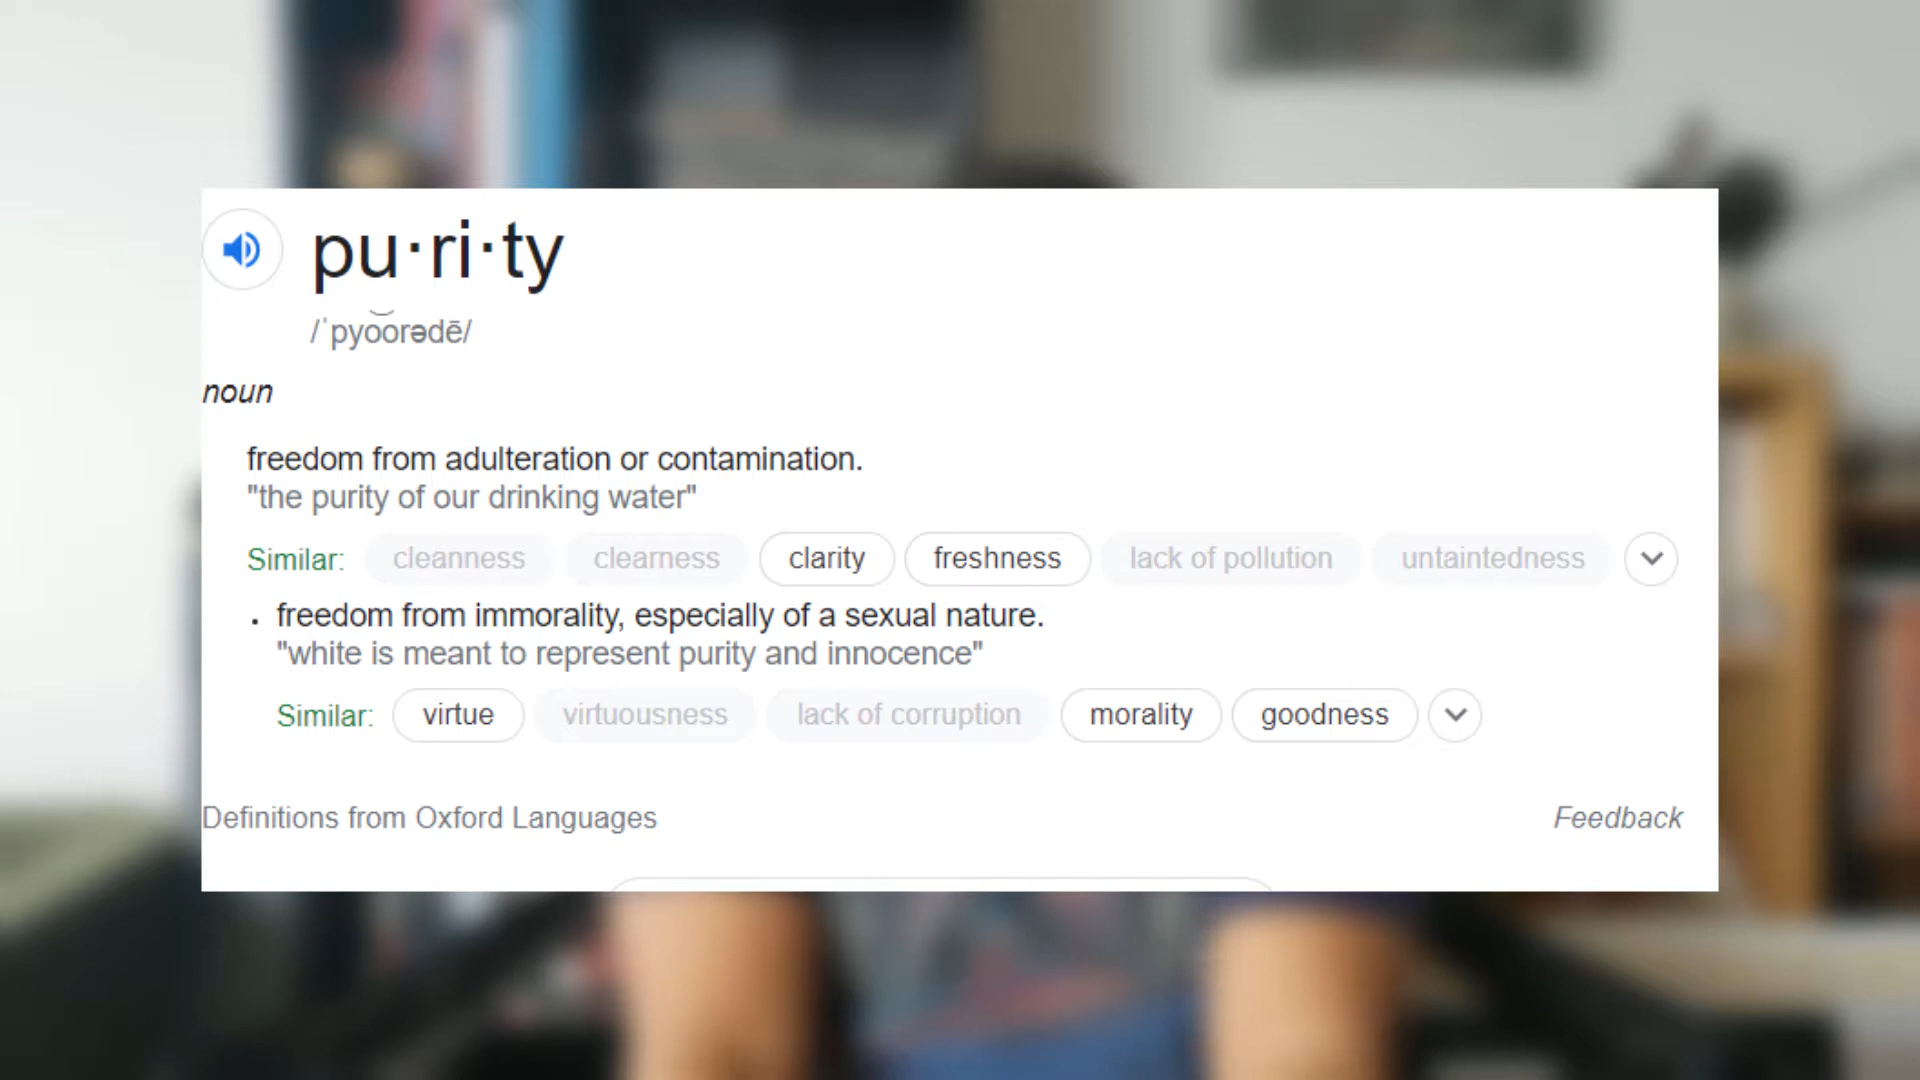 pu·ri·ty
/ˈpyo͝orədē/
noun
freedom from adulteration or contamination.
"the purity of our drinking water"
Similar: cleanness clearness clarity freshness lack of pollution untaintedness
• freedom from immorality, especially of a sexual nature.
"white is meant to represent purity and innocence"
Similar: virtue virtuousness lack of corruption morality goodness
Definitions from Oxford Languages Feedback